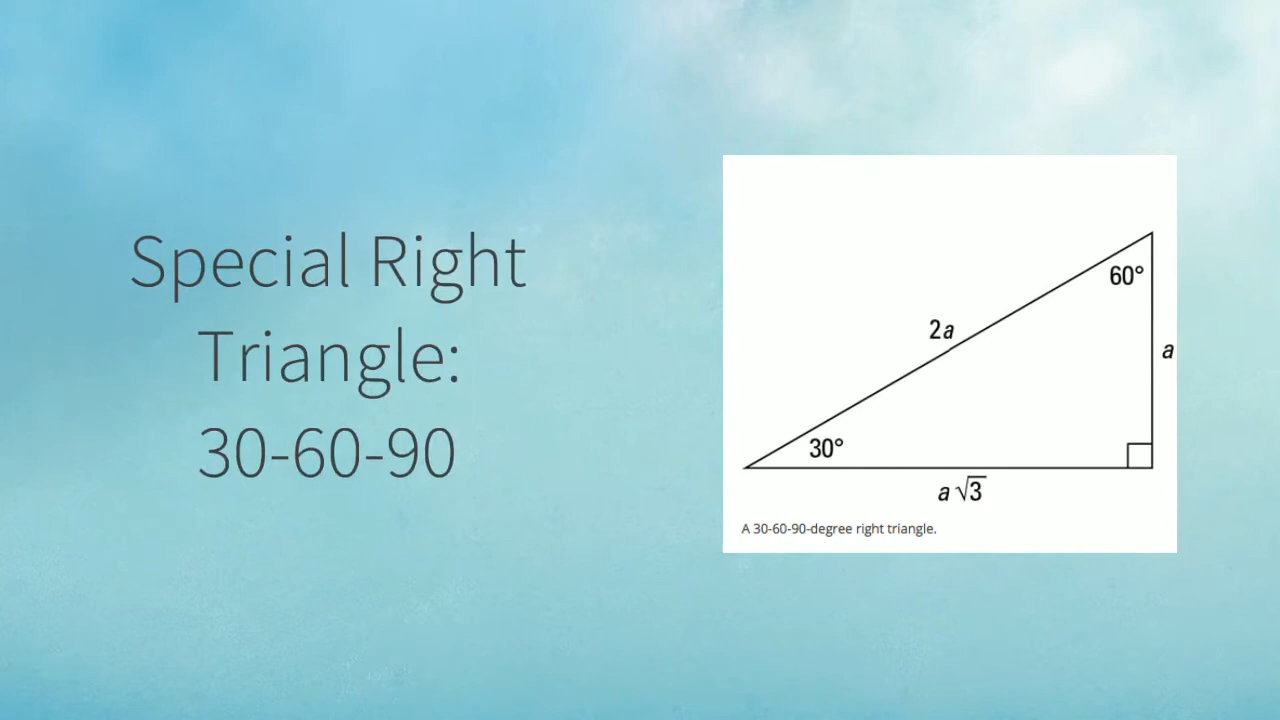 Special Right
Triangle:
30-60-90
60°
2a
a
30°
a √3
A 30-60-90-degree right triangle.